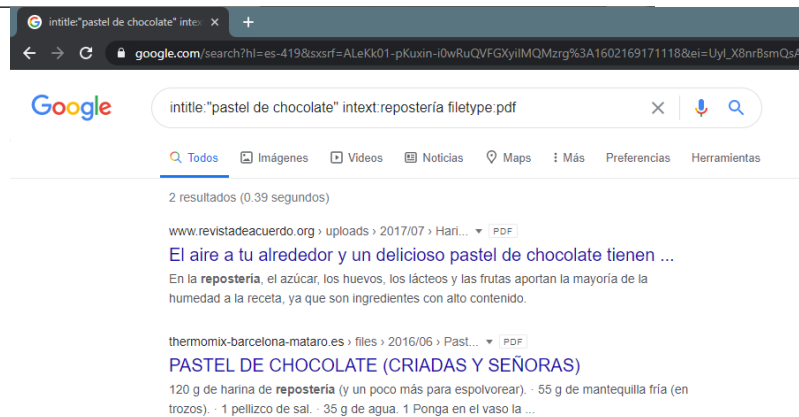 intitle:"pastel de chocolate" intex
google.com/search?hl=es-419&sxsrf=ALeKk01-pKuxin-i0wRuQVFGXyilMQMzrg%3A1602169171118&ei=Uyl_X8nrBsmQsA
Google
intitle:"pastel de chocolate" intext:repostería filetype:pdf
Todos Imágenes Videos Noticias Maps Más Preferencias Herramientas
2 resultados (0.39 segundos)
www.revistadeacuerdo.org › uploads › 2017/07 › Hari... PDF
El aire a tu alrededor y un delicioso pastel de chocolate tienen ...
En la repostería, el azúcar, los huevos, los lácteos y las frutas aportan la mayoría de la
humedad a la receta, ya que son ingredientes con alto contenido.
thermomix-barcelona-mataro.es › files › 2016/06 › Past... PDF
PASTEL DE CHOCOLATE (CRIADAS Y SEÑORAS)
120 g de harina de repostería (y un poco más para espolvorear). · 55 g de mantequilla fría (en
trozos). · 1 pellizco de sal. · 35 g de agua. 1 Ponga en el vaso la ...